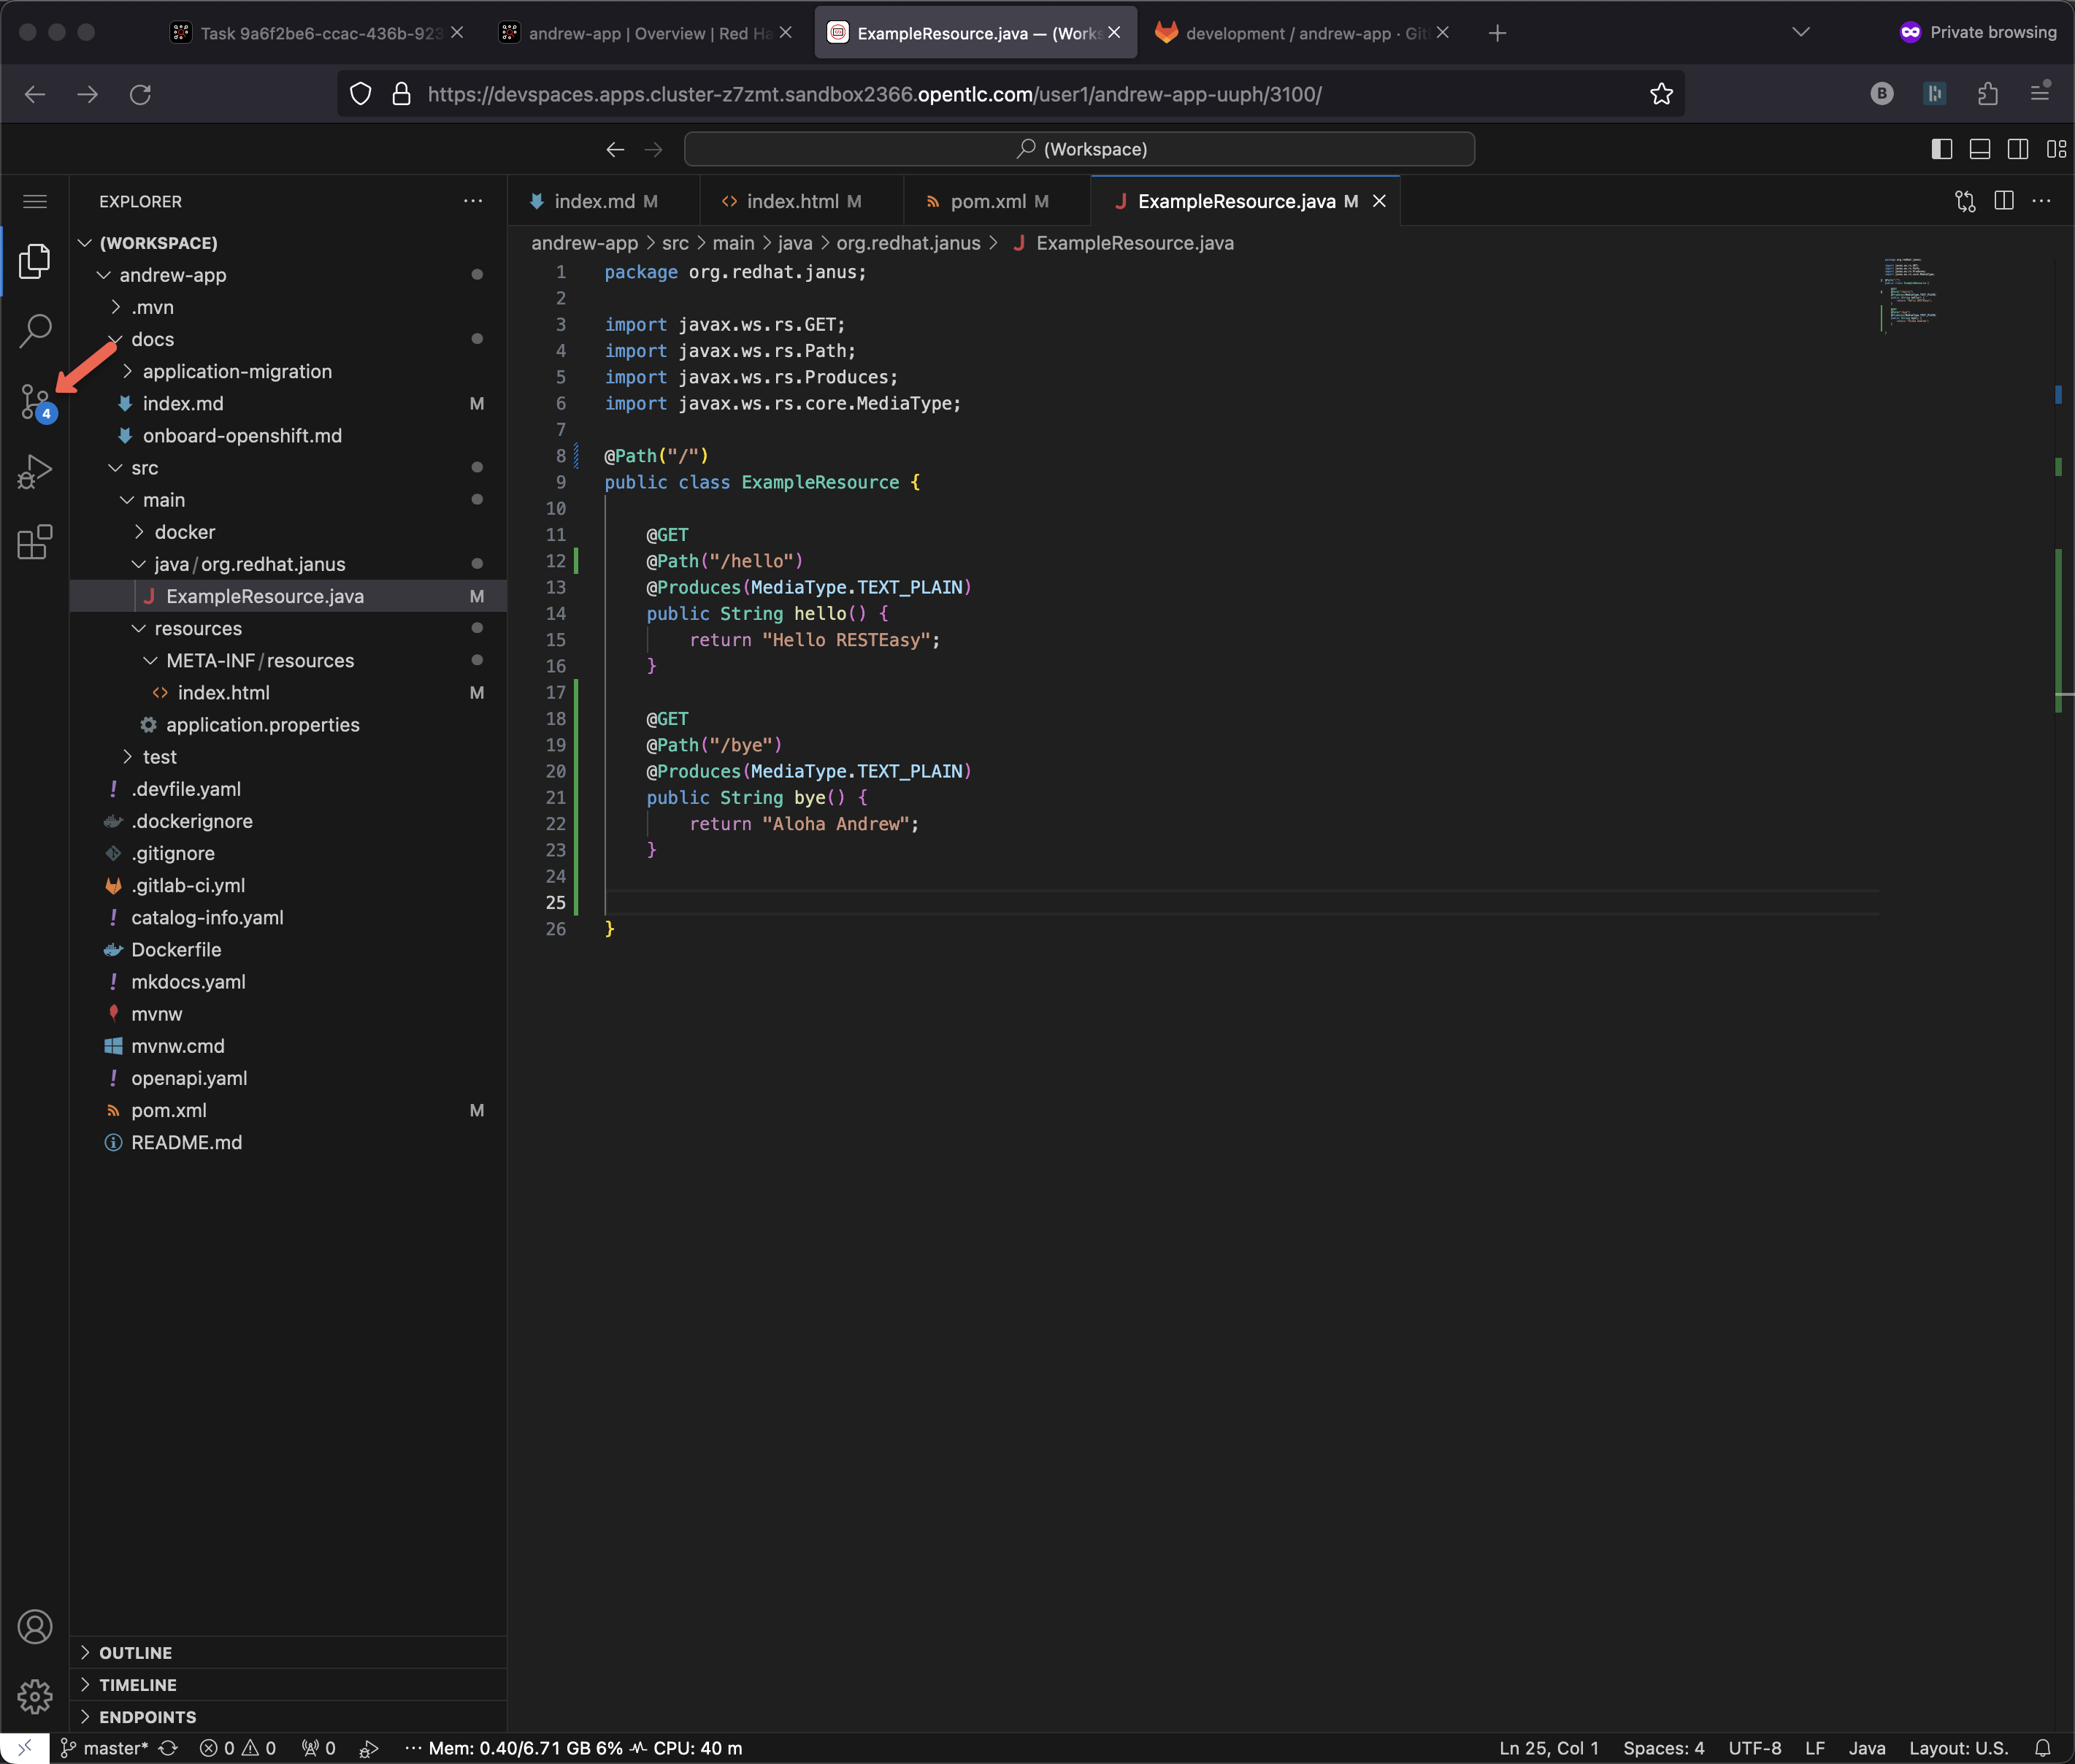 Task 9a6f2be6-ccac-436b-923
andrew-app | Overview | Red Ha
ExampleResource.java — (Works
development / andrew-app · Git
Private browsing
https://devspaces.apps.cluster-z7zmt.sandbox2366.opentlc.com/user1/andrew-app-uuph/3100/
B
(Workspace)
EXPLORER
(WORKSPACE)
andrew-app
.mvn
docs
application-migration
4
index.md M
onboard-openshift.md
src
main
docker
java/org.redhat.janus
J ExampleResource.java M
resources
META-INF/resources
<> index.html M
application.properties
test
! .devfile.yaml
.dockerignore
.gitignore
.gitlab-ci.yml
! catalog-info.yaml
Dockerfile
! mkdocs.yaml
mvnw
mvnw.cmd
! openapi.yaml
pom.xml M
README.md
OUTLINE
TIMELINE
ENDPOINTS
index.md M
<> index.html M
pom.xml M
J ExampleResource.java M
andrew-app > src > main > java > org.redhat.janus > J ExampleResource.java
1 package org.redhat.janus;
2
3 import javax.ws.rs.GET;
4 import javax.ws.rs.Path;
5 import javax.ws.rs.Produces;
6 import javax.ws.rs.core.MediaType;
7
8 @Path("/")
9 public class ExampleResource {
10
11 @GET
12 @Path("/hello")
13 @Produces(MediaType.TEXT_PLAIN)
14 public String hello() {
15 return "Hello RESTEasy";
16 }
17
18 @GET
19 @Path("/bye")
20 @Produces(MediaType.TEXT_PLAIN)
21 public String bye() {
22 return "Aloha Andrew";
23 }
24
25
26 }
master* 0 0 0 ··· Mem: 0.40/6.71 GB 6% CPU: 40 m
Ln 25, Col 1 Spaces: 4 UTF-8 LF Java Layout: U.S.